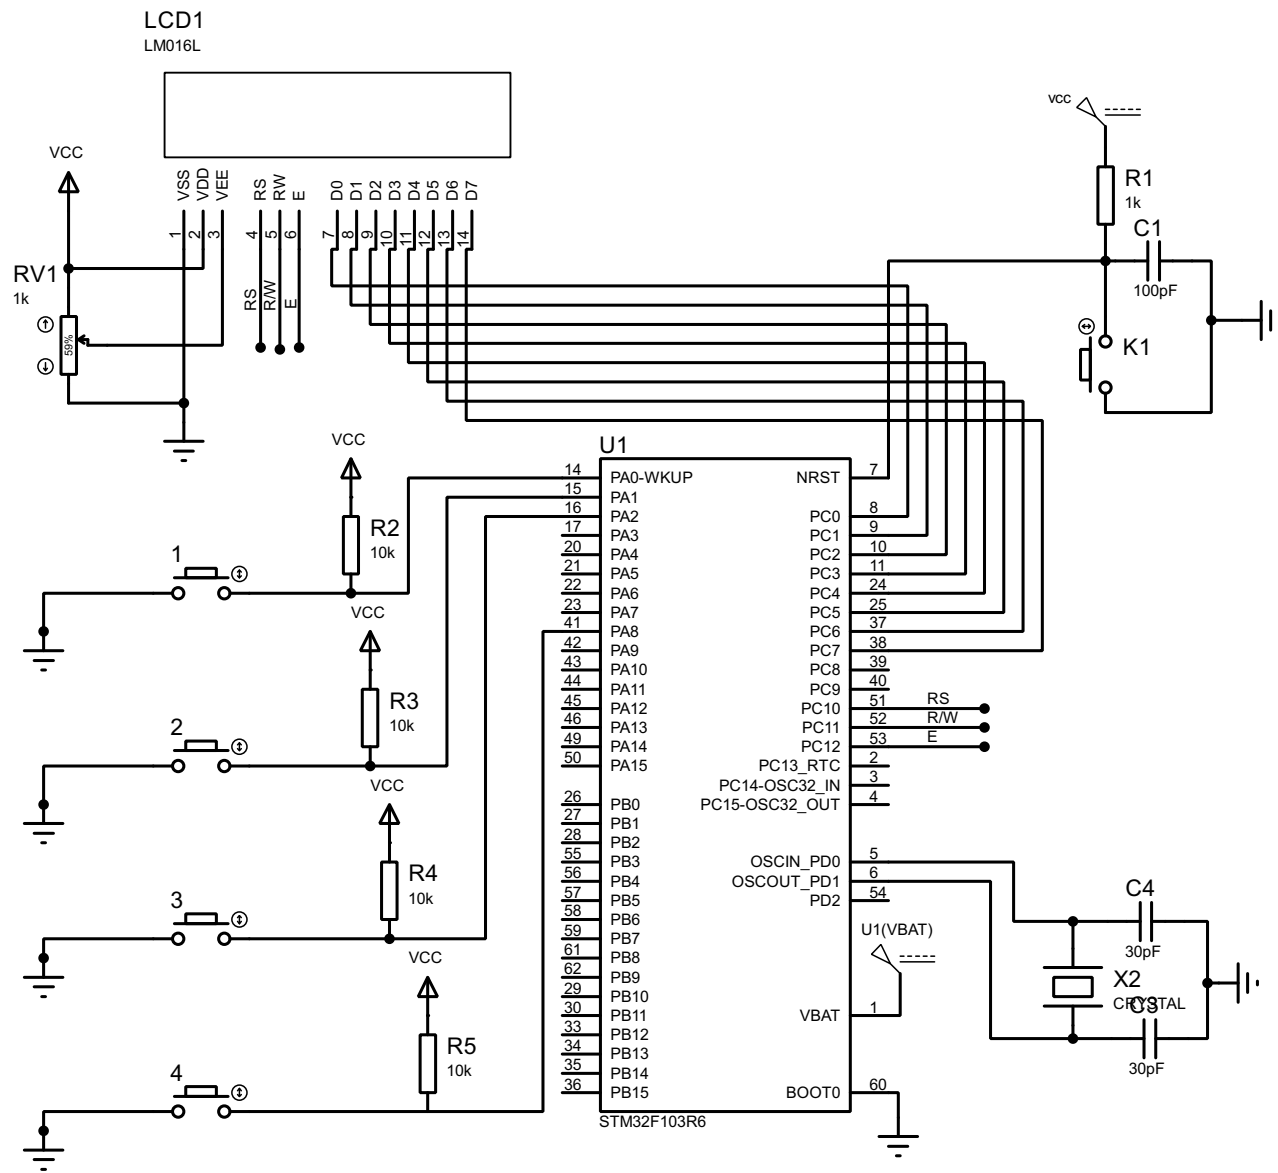 LCD1
LM016L
VCC
RV1
1k
59%
VSS
VDD
VEE
RS
RW
E
D0
D1
D2
D3
D4
D5
D6
D7
1
2
3
4
5
6
7
8
9
10
11
12
13
14
RS
R/W
E
VCC
R1
1k
C1
100pF
K1
U1
STM32F103R6
14 PA0-WKUP
15 PA1
16 PA2
17 PA3
20 PA4
21 PA5
22 PA6
23 PA7
41 PA8
42 PA9
43 PA10
44 PA11
45 PA12
46 PA13
49 PA14
50 PA15
26 PB0
27 PB1
28 PB2
55 PB3
56 PB4
57 PB5
58 PB6
59 PB7
61 PB8
62 PB9
29 PB10
30 PB11
33 PB12
34 PB13
35 PB14
36 PB15
NRST 7
PC0 8
PC1 9
PC2 10
PC3 11
PC4 24
PC5 25
PC6 37
PC7 38
PC8 39
PC9 40
PC10 51 RS
PC11 52 R/W
PC12 53 E
PC13_RTC 2
PC14-OSC32_IN 3
PC15-OSC32_OUT 4
OSCIN_PD0 5
OSCOUT_PD1 6
PD2 54
VBAT 1
BOOT0 60
U1(VBAT)
VCC
R2
10k
1
VCC
R3
10k
2
VCC
R4
10k
3
VCC
R5
10k
4
C4
30pF
X2
CRYSTAL
C3
30pF